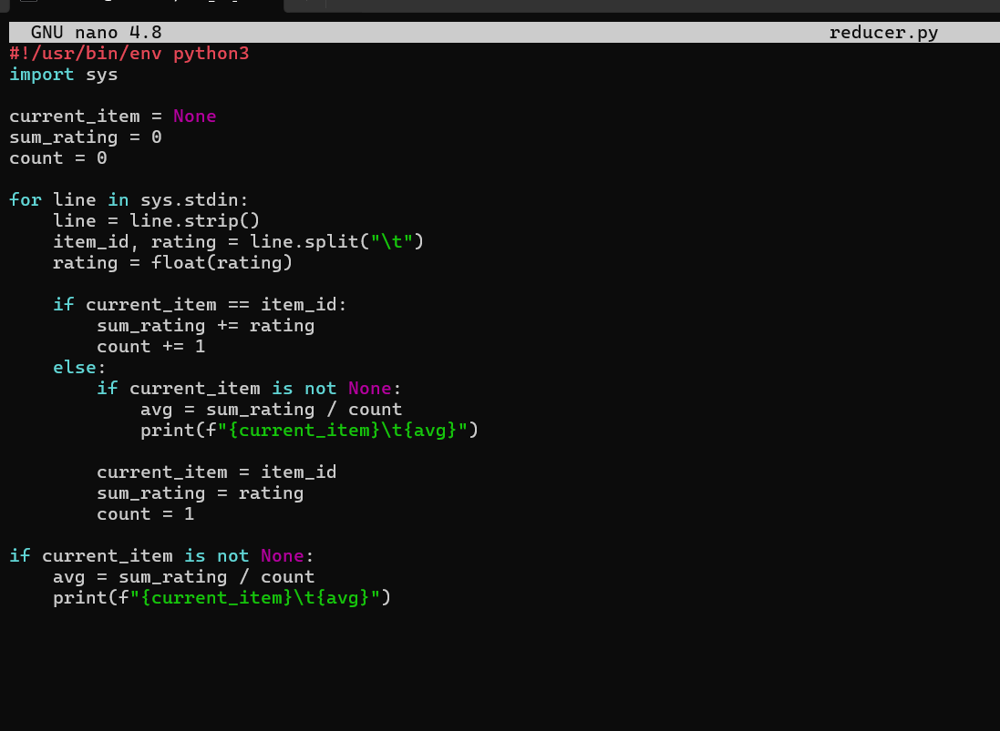 GNU nano 4.8 reducer.py
#!/usr/bin/env python3
import sys

current_item = None
sum_rating = 0
count = 0

for line in sys.stdin:
    line = line.strip()
    item_id, rating = line.split("\t")
    rating = float(rating)

    if current_item == item_id:
        sum_rating += rating
        count += 1
    else:
        if current_item is not None:
            avg = sum_rating / count
            print(f"{current_item}\t{avg}")

        current_item = item_id
        sum_rating = rating
        count = 1

if current_item is not None:
    avg = sum_rating / count
    print(f"{current_item}\t{avg}")